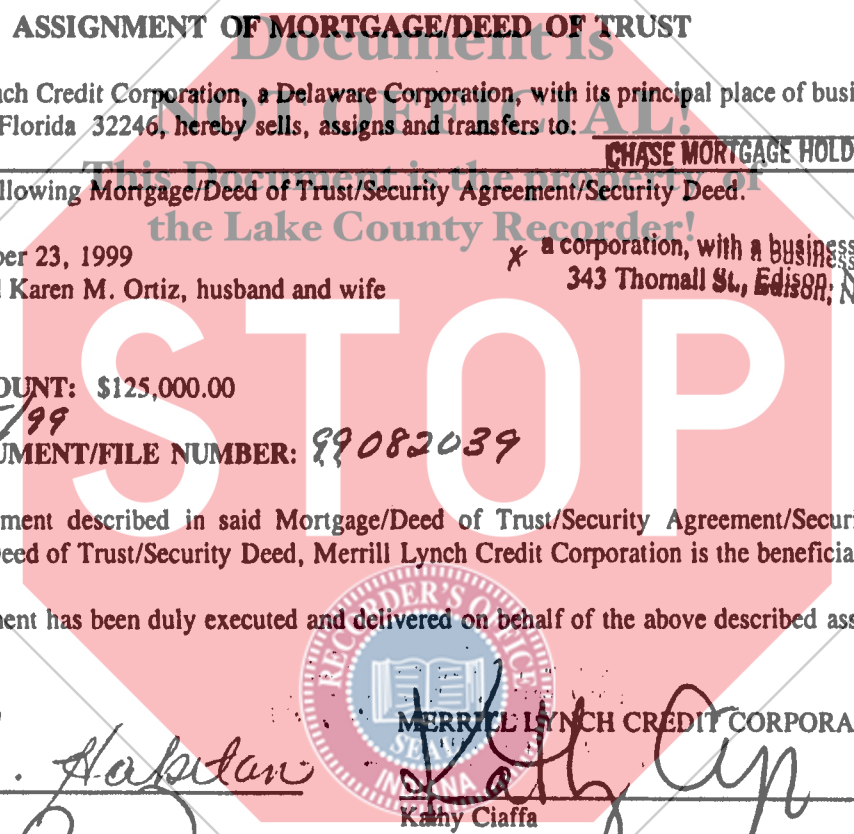 ASSIGNMENT OF MORTGAGE/DEED OF TRUST
Document is
nch Credit Corporation, a Delaware Corporation, with its principal place of busi
NOT OFFICIAL!
Florida 32246, hereby sells, assigns and transfers to:
CHASE MORTGAGE HOLD
This Document is the property of
llowing Mortgage/Deed of Trust/Security Agreement/Security Deed.
the Lake County Recorder!
ber 23, 1999
* a corporation, with a business
Karen M. Ortiz, husband and wife
343 Thornall St., Edison, N
STOP
OUNT: $125,000.00
/99
UMENT/FILE NUMBER: 99082039
ment described in said Mortgage/Deed of Trust/Security Agreement/Securi
Deed of Trust/Security Deed, Merrill Lynch Credit Corporation is the beneficia
ment has been duly executed and delivered on behalf of the above described ass
RECORDER'S OFFICE
SEAL
INDIANA
MERRILL LYNCH CREDIT CORPORA
Kathy Ciaffa